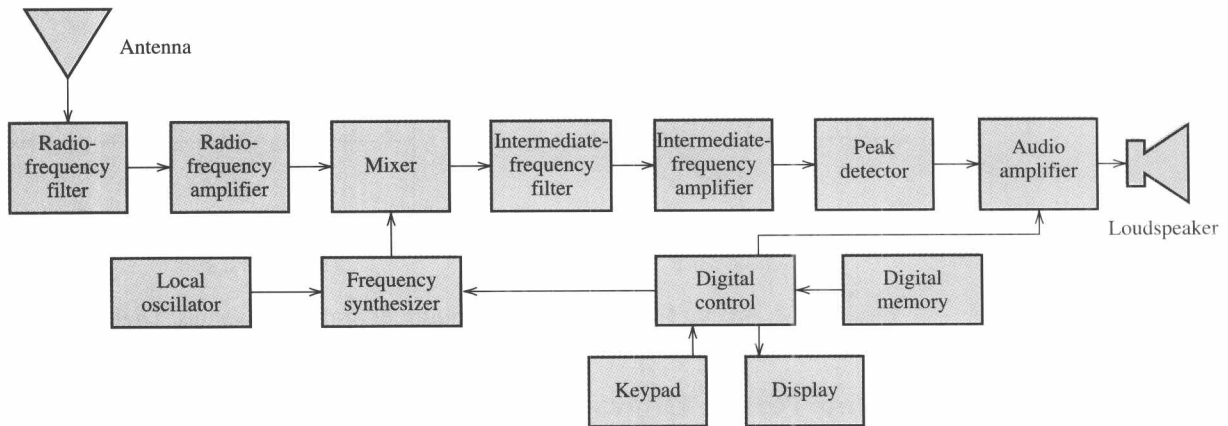 Antenna
Radio-
frequency
filter
Radio-
frequency
amplifier
Mixer
Intermediate-
frequency
filter
Intermediate-
frequency
amplifier
Peak
detector
Audio
amplifier
Loudspeaker
Local
oscillator
Frequency
synthesizer
Digital
control
Digital
memory
Keypad
Display